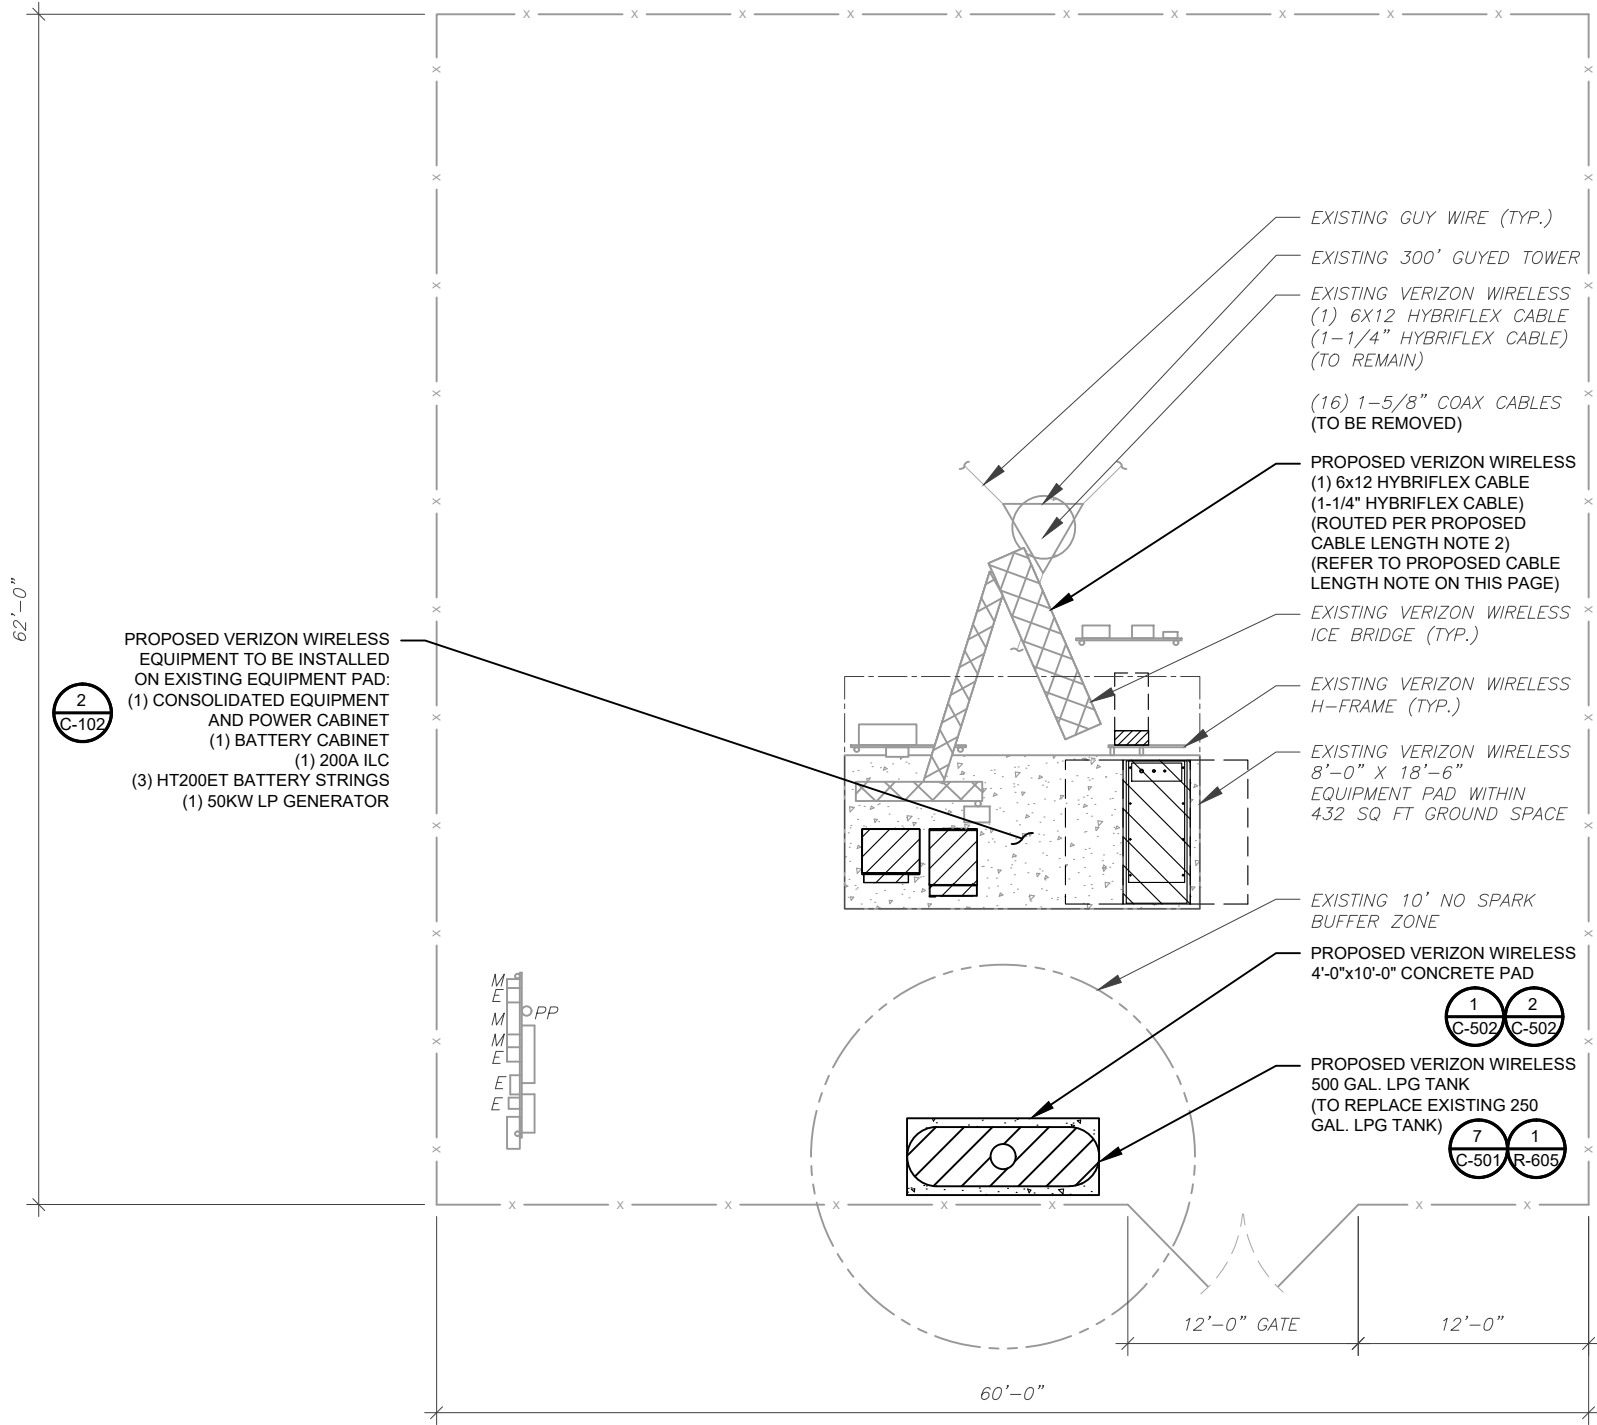 EXISTING GUY WIRE (TYP.)
EXISTING 300' GUYED TOWER
EXISTING VERIZON WIRELESS
(1) 6X12 HYBRIFLEX CABLE
(1-1/4" HYBRIFLEX CABLE)
(TO REMAIN)
(16) 1-5/8" COAX CABLES
(TO BE REMOVED)
PROPOSED VERIZON WIRELESS
(1) 6x12 HYBRIFLEX CABLE
(1-1/4" HYBRIFLEX CABLE)
(ROUTED PER PROPOSED
CABLE LENGTH NOTE 2)
(REFER TO PROPOSED CABLE
LENGTH NOTE ON THIS PAGE)
EXISTING VERIZON WIRELESS
ICE BRIDGE (TYP.)
EXISTING VERIZON WIRELESS
H-FRAME (TYP.)
EXISTING VERIZON WIRELESS
8'-0" X 18'-6"
EQUIPMENT PAD WITHIN
432 SQ FT GROUND SPACE
EXISTING 10' NO SPARK
BUFFER ZONE
PROPOSED VERIZON WIRELESS
4'-0"x10'-0" CONCRETE PAD
1
C-502
2
C-502
PROPOSED VERIZON WIRELESS
500 GAL. LPG TANK
(TO REPLACE EXISTING 250
GAL. LPG TANK)
7
C-501
1
R-605
62'-0"
PROPOSED VERIZON WIRELESS
EQUIPMENT TO BE INSTALLED
ON EXISTING EQUIPMENT PAD:
(1) CONSOLIDATED EQUIPMENT
AND POWER CABINET
(1) BATTERY CABINET
(1) 200A ILC
(3) HT200ET BATTERY STRINGS
(1) 50KW LP GENERATOR
2
C-102
M
E
M
M
E
E
E
PP
12'-0" GATE
12'-0"
60'-0"